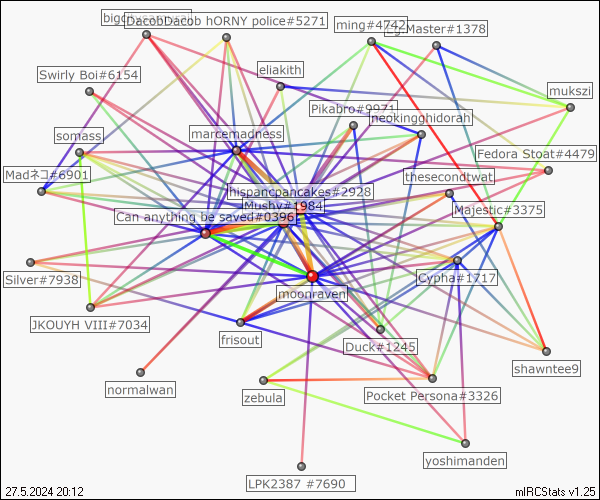 DacobDacob hORNY police#5271
ming#4742
Master#1378
Swirly Boi#6154
eliakith
mukszi
Pikabro#9971
neokingghidorah
marcemadness
somass
Fedora Stoat#4479
Madネコ#6901
thesecondtwat
hispancpancakes#2928
Mushy#1984
Majestic#3375
Can anything be saved#0396
Silver#7938
Cypha#1717
moonraven
JKOUYH VIII#7034
frisout
Duck#1245
shawntee9
normalwan
zebula
Pocket Persona#3326
yoshimanden
LPK2387 #7690
27.5.2024 20:12
mIRCStats v1.25